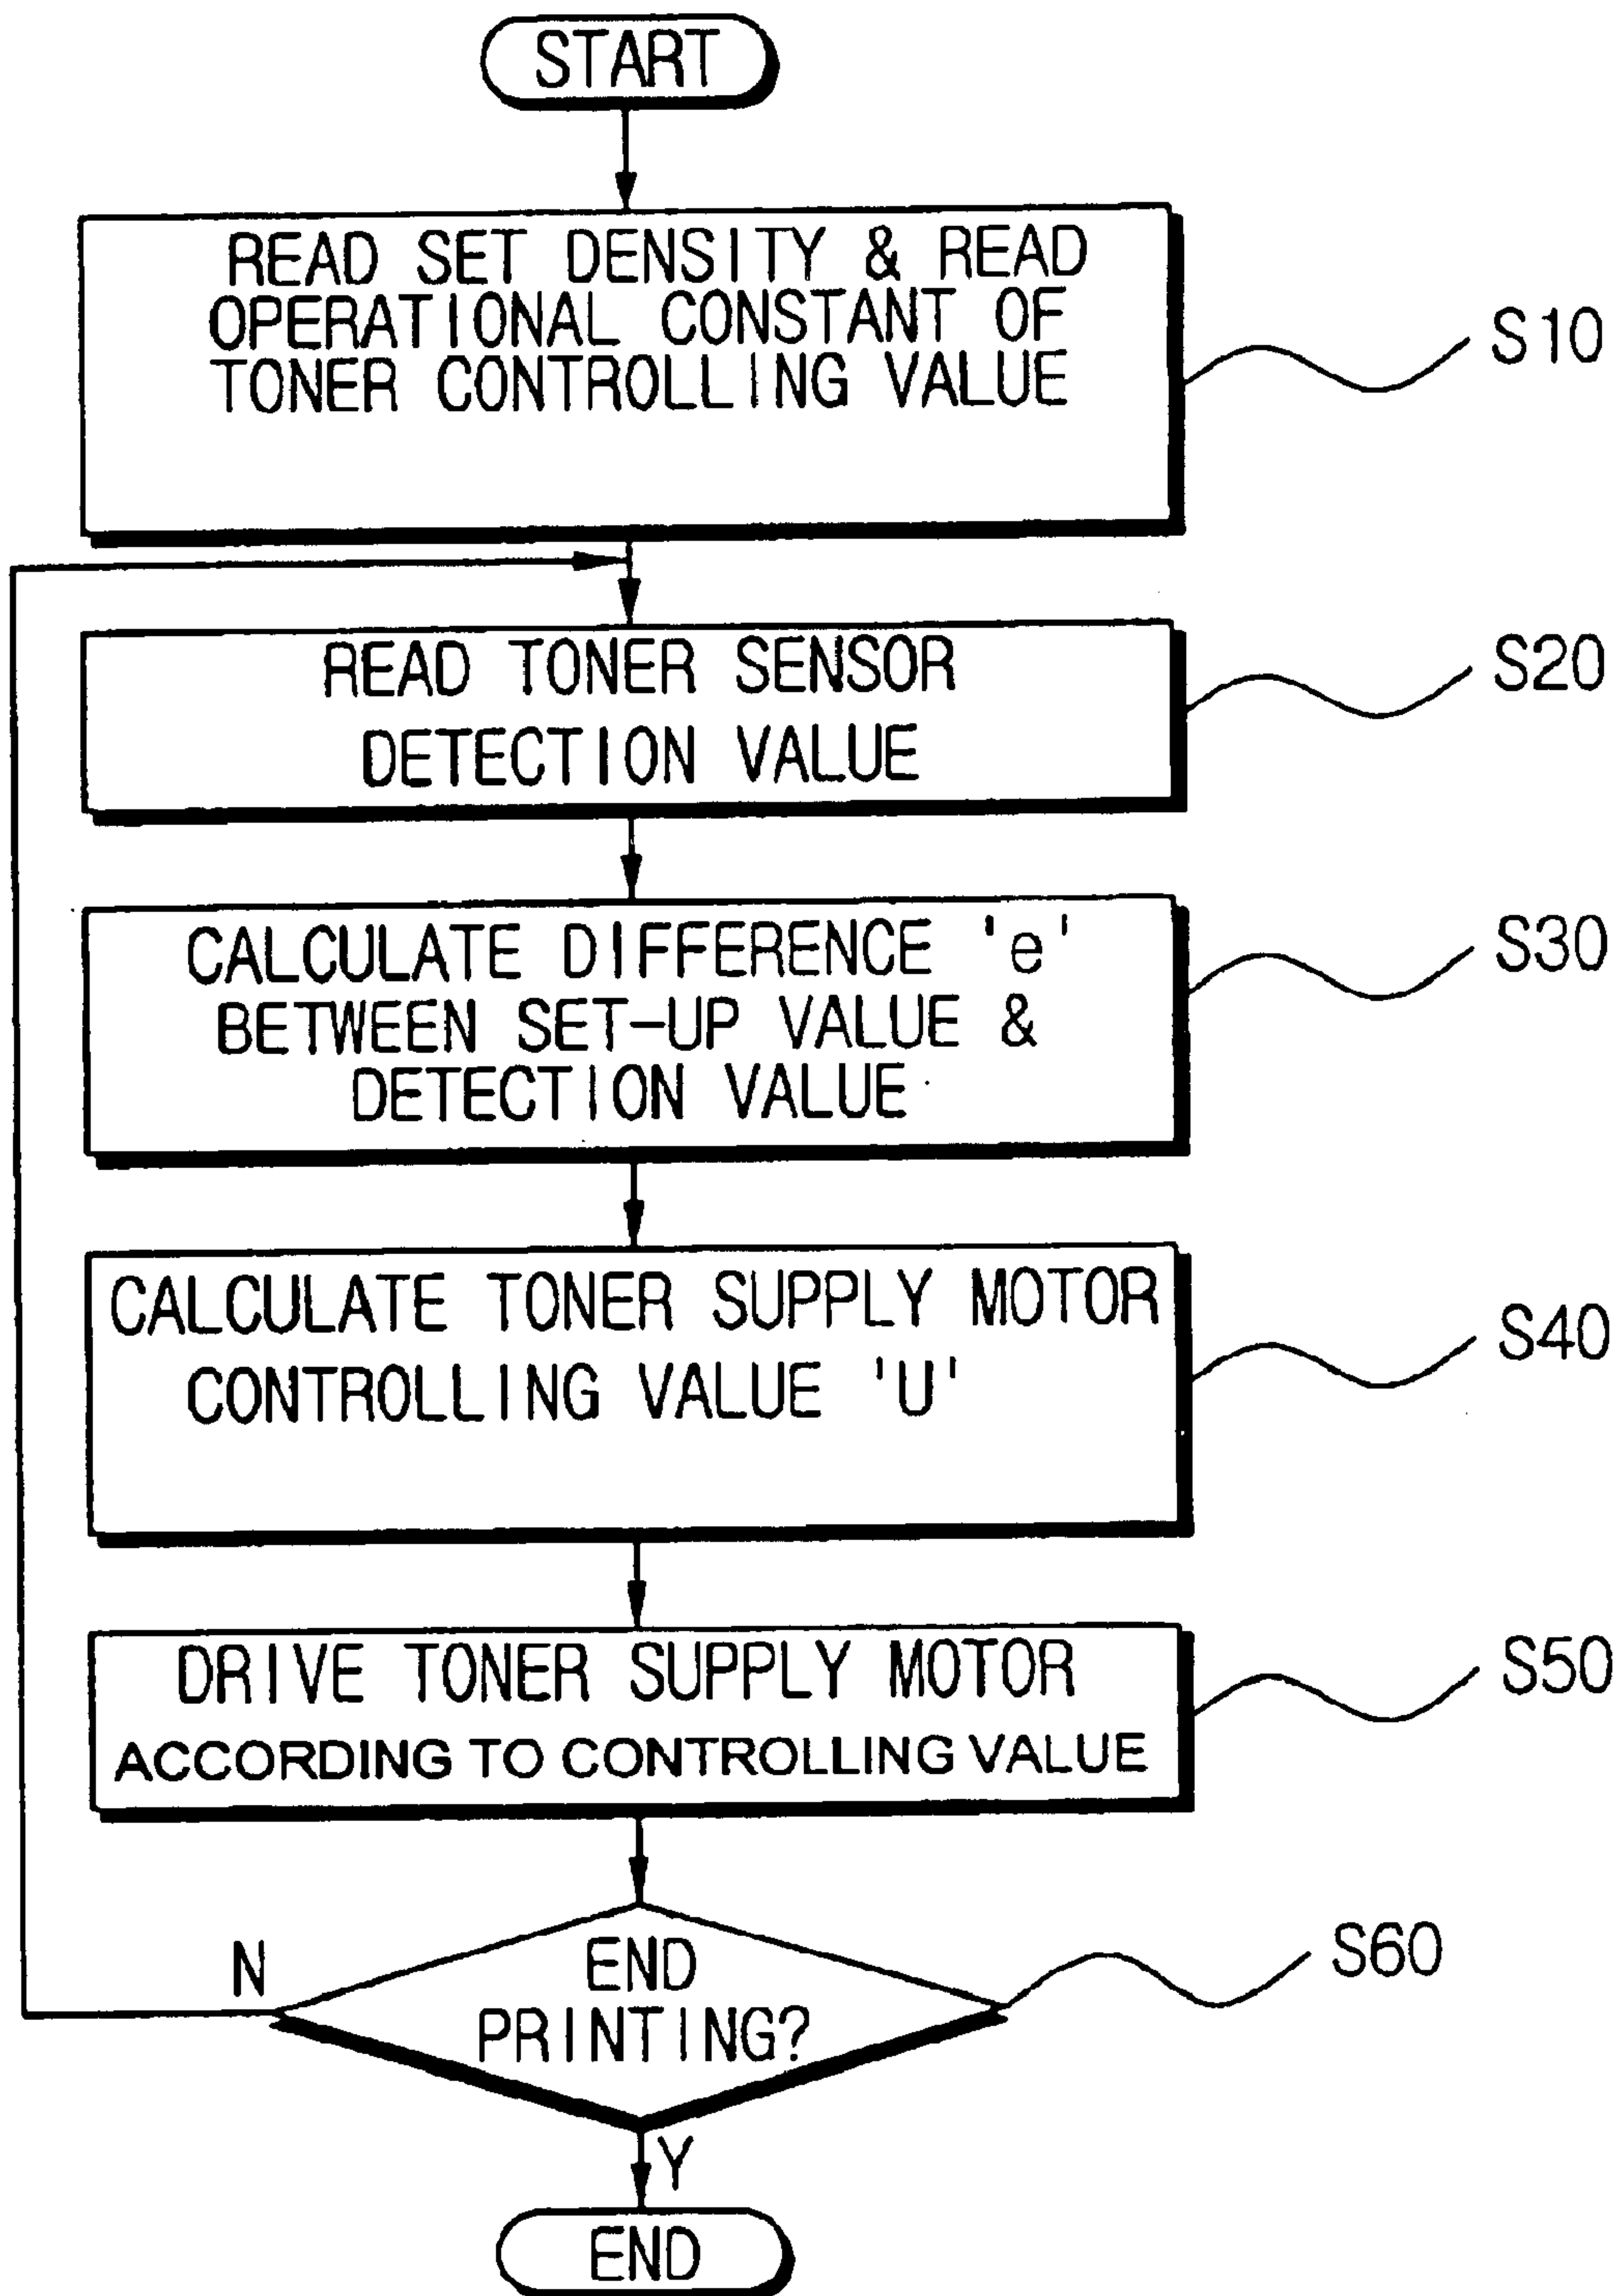 START
READ SET DENSITY & READ
OPERATIONAL CONSTANT OF
TONER CONTROLLING VALUE
S10
READ TONER SENSOR
DETECTION VALUE
S20
CALCULATE DIFFERENCE 'e'
BETWEEN SET-UP VALUE &
DETECTION VALUE
S30
CALCULATE TONER SUPPLY MOTOR
CONTROLLING VALUE 'U'
S40
DRIVE TONER SUPPLY MOTOR
ACCORDING TO CONTROLLING VALUE
S50
END
PRINTING?
S60
N
Y
END